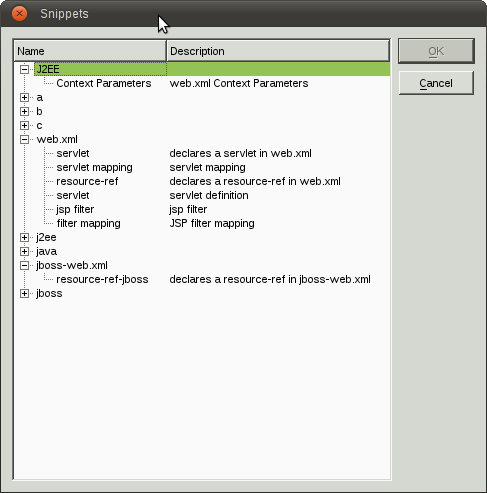 Snippets
Name Description
J2EE
Context Parameters web.xml Context Parameters
a
b
c
web.xml
servlet declares a servlet in web.xml
servlet mapping servlet mapping
resource-ref declares a resource-ref in web.xml
servlet servlet definition
jsp filter jsp filter
filter mapping JSP filter mapping
j2ee
java
jboss-web.xml
resource-ref-jboss declares a resource-ref in jboss-web.xml
jboss
OK
Cancel